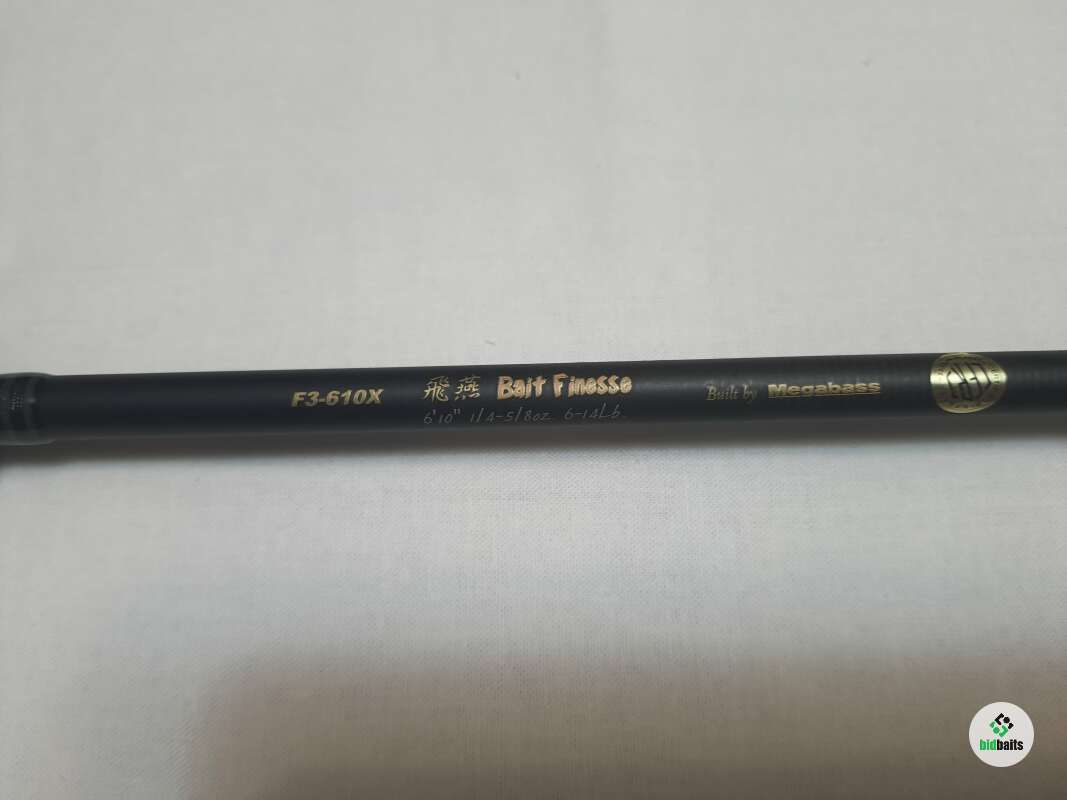 F3-610X 飛燕 Bait Finesse Built by Megabass
6'10" 1/4-5/8oz 6-14Lb.
bidbaits